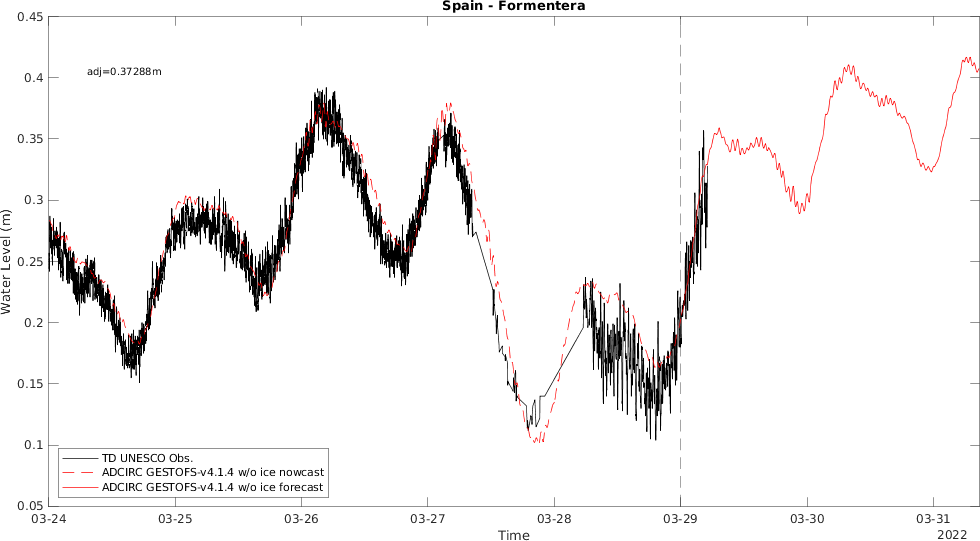 Spain - Formentera
0.45
0.4
0.35
0.3
0.25
0.2
0.15
0.1
0.05
Water Level (m)
adj=0.37288m
TD UNESCO Obs.
ADCIRC GESTOFS-v4.1.4 w/o ice nowcast
ADCIRC GESTOFS-v4.1.4 w/o ice forecast
03-24 03-25 03-26 03-27 03-28 03-29 03-30 03-31
Time
2022